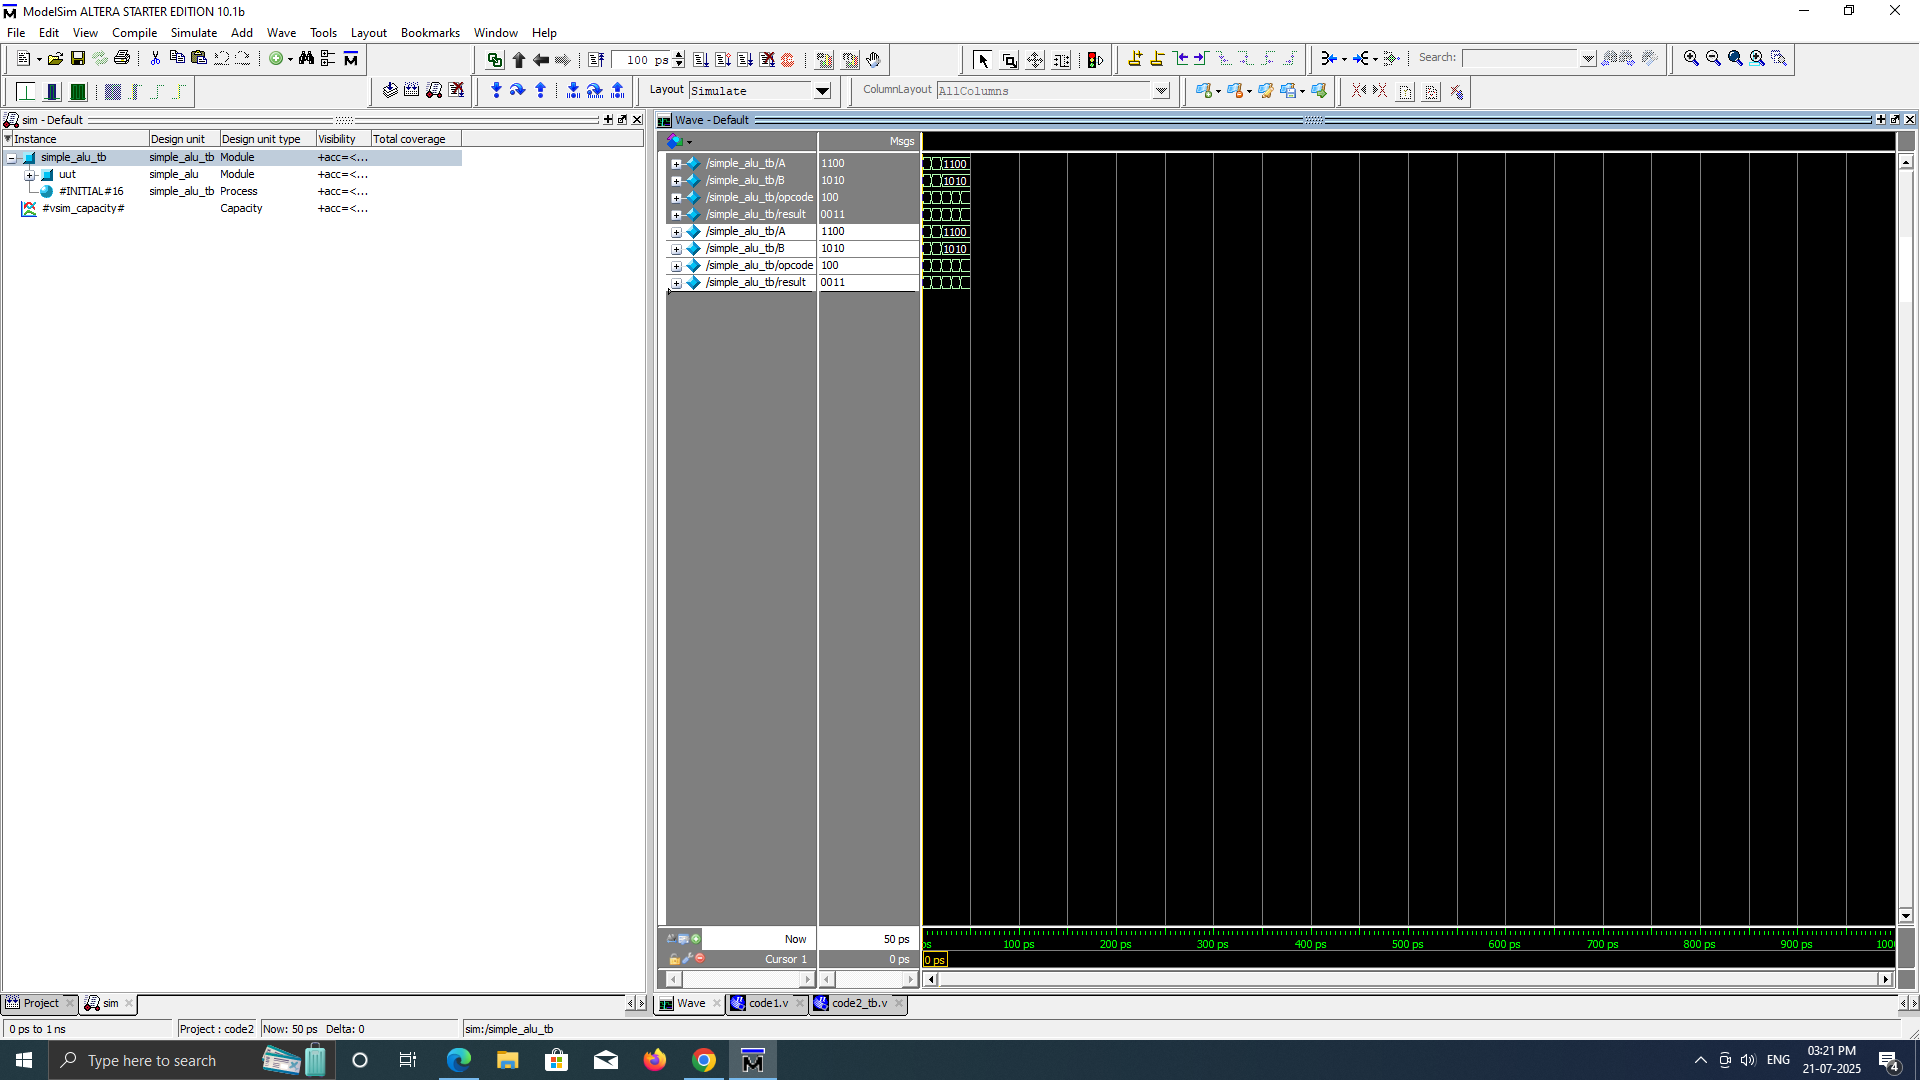 ModelSim ALTERA STARTER EDITION 10.1b
File Edit View Compile Simulate Add Wave Tools Layout Bookmarks Window Help
100 ps
Search:
Layout Simulate
ColumnLayout AllColumns
sim - Default
Instance Design unit Design unit type Visibility Total coverage
simple_alu_tb simple_alu_tb Module +acc=<...
uut simple_alu Module +acc=<...
#INITIAL#16 simple_alu_tb Process +acc=<...
#vsim_capacity# Capacity +acc=<...
Wave - Default
Msgs
/simple_alu_tb/A 1100 1100
/simple_alu_tb/B 1010 1010
/simple_alu_tb/opcode 100
/simple_alu_tb/result 0011
/simple_alu_tb/A 1100 1100
/simple_alu_tb/B 1010 1010
/simple_alu_tb/opcode 100
/simple_alu_tb/result 0011
Now 50 ps
ps 100 ps 200 ps 300 ps 400 ps 500 ps 600 ps 700 ps 800 ps 900 ps 1000
Cursor 1 0 ps 0 ps
Project sim
Wave code1.v code2_tb.v
0 ps to 1 ns Project : code2 Now: 50 ps Delta: 0 sim:/simple_alu_tb
Type here to search
ENG
03:21 PM
21-07-2025
4